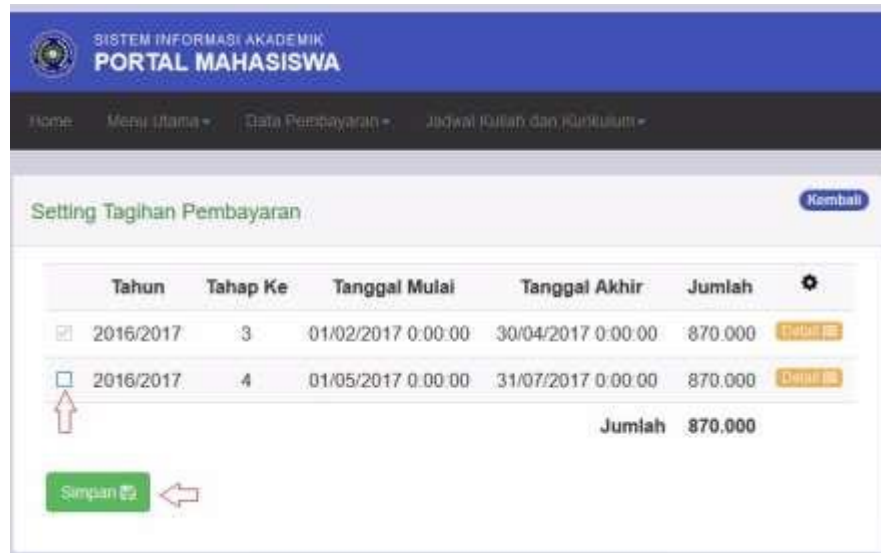 SISTEM INFORMASI AKADEMIK
PORTAL MAHASISWA
Home Menu Utama Data Pembayaran Jadwal Kuliah dan Kurikulum
Setting Tagihan Pembayaran Kembali
Tahun Tahap Ke Tanggal Mulai Tanggal Akhir Jumlah
2016/2017 3 01/02/2017 0:00:00 30/04/2017 0:00:00 870.000 Detail
2016/2017 4 01/05/2017 0:00:00 31/07/2017 0:00:00 870.000 Detail
Jumlah 870.000
Simpan